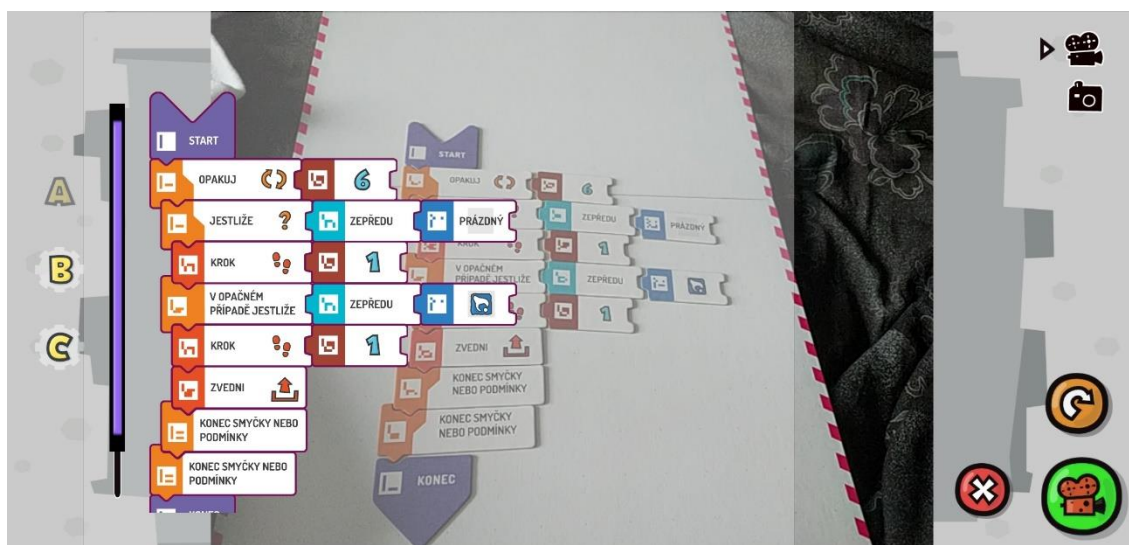 A
B
C
START
OPAKUJ 6
JESTLIŽE ? ZEPŘEDU PRÁZDNÝ
KROK 1
V OPAČNÉM
PŘÍPADĚ JESTLIŽE ZEPŘEDU
KROK 1
ZVEDNI
KONEC SMYČKY NEBO
PODMÍNKY
KONEC SMYČKY NEBO
PODMÍNKY
START
OPAKUJ 6
ZEPŘEDU PRÁZDNÝ
KROK 1
V OPAČNÉM
PŘÍPADĚ JESTLIŽE ZEPŘEDU
1
ZVEDNI
KONEC SMYČKY
NEBO PODMÍNKY
KONEC SMYČKY
NEBO PODMÍNKY
KONEC